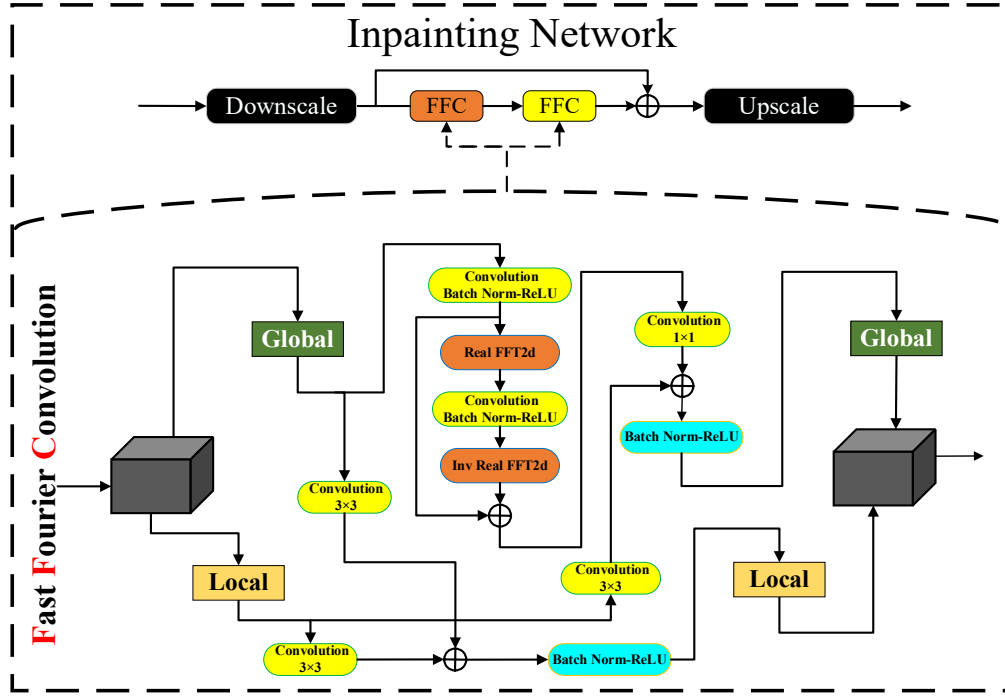 Inpainting Network
Downscale
FFC
FFC
Upscale
Fast Fourier Convolution
Convolution
Batch Norm-ReLU
Global
Real FFT2d
Convolution
1×1
Global
Convolution
Batch Norm-ReLU
Batch Norm-ReLU
Inv Real FFT2d
Convolution
3×3
Local
Convolution
3×3
Local
Convolution
3×3
Batch Norm-ReLU